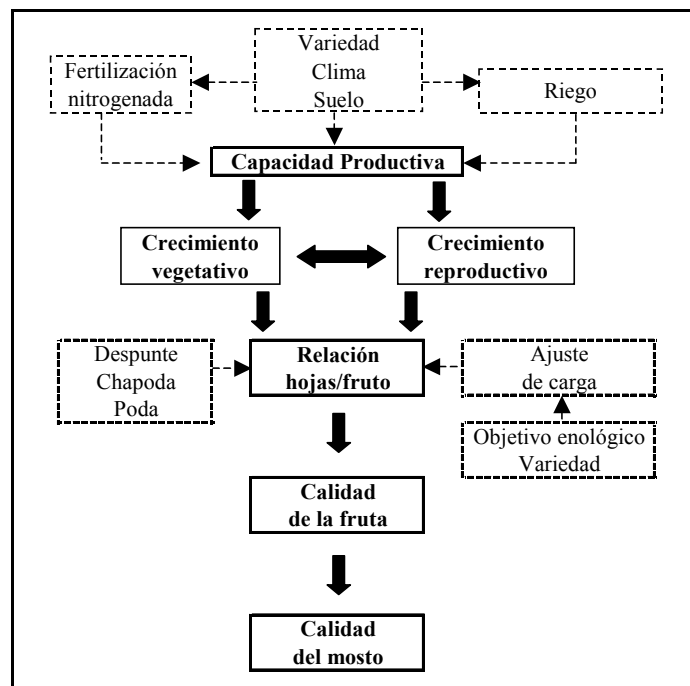 Variedad
Clima
Suelo
Fertilización
nitrogenada
Riego
Capacidad Productiva
Crecimiento
vegetativo
Crecimiento
reproductivo
Despunte
Chapoda
Poda
Relación
hojas/fruto
Ajuste
de carga
Objetivo enológico
Variedad
Calidad
de la fruta
Calidad
del mosto